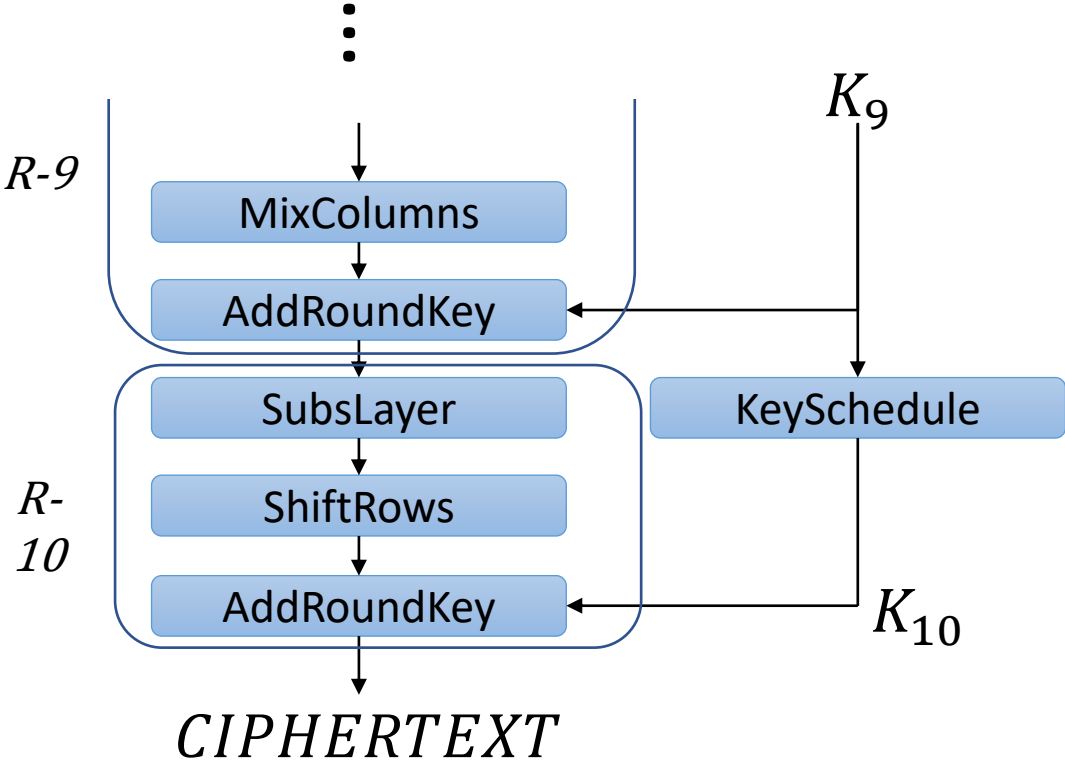 K₉
R-9
MixColumns
AddRoundKey
SubsLayer
KeySchedule
R-
10
ShiftRows
AddRoundKey
K₁₀
CIPHERTEXT